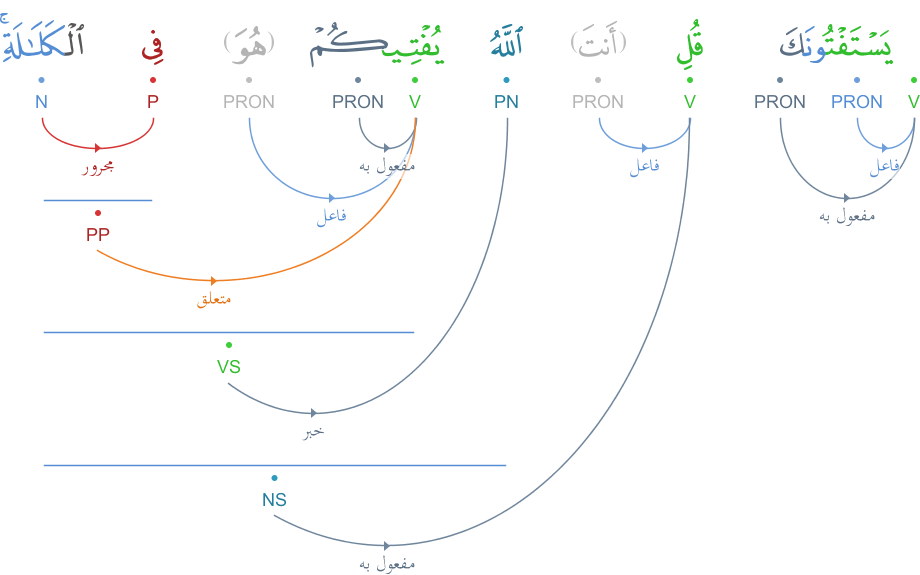 يَسْتَفْتُونَكَ قُلِ (أَنتَ) ٱللَّهُ يُفْتِيكُمْ (هُوَ) فِى ٱلْكَلَـٰلَةِ ۚ
V PRON PRON V PRON PN V PRON PRON P N
فاعل فاعل مفعول به مجرور
مفعول به فاعل
PP
متعلق
VS
خبر
NS
مفعول به